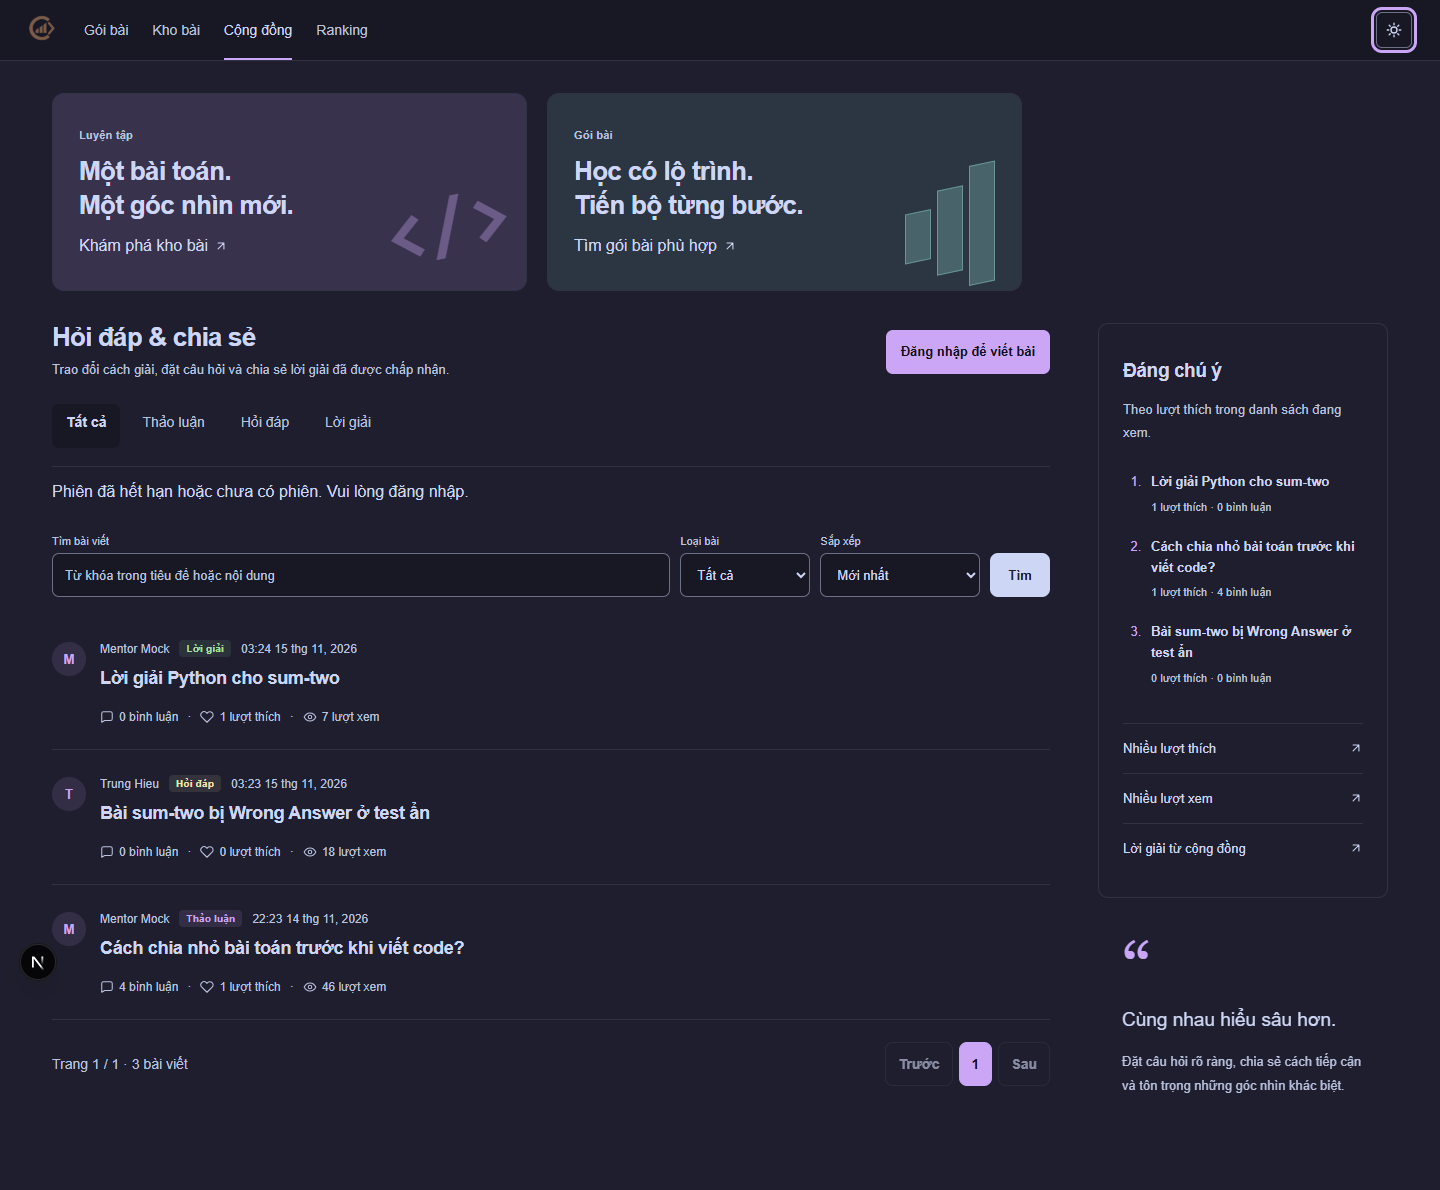 Gói bài
Kho bài
Cộng đồng
Ranking
Luyện tập
Một bài toán.
Một góc nhìn mới.
Khám phá kho bài
</>
Gói bài
Học có lộ trình.
Tiến bộ từng bước.
Tìm gói bài phù hợp
Hỏi đáp & chia sẻ
Trao đổi cách giải, đặt câu hỏi và chia sẻ lời giải đã được chấp nhận.
Đăng nhập để viết bài
Tất cả
Thảo luận
Hỏi đáp
Lời giải
Phiên đã hết hạn hoặc chưa có phiên. Vui lòng đăng nhập.
Tìm bài viết
Từ khóa trong tiêu đề hoặc nội dung
Loại bài
Tất cả
Sắp xếp
Mới nhất
Tìm
M
Mentor Mock Lời giải 03:24 15 thg 11, 2026
Lời giải Python cho sum-two
0 bình luận · 1 lượt thích · 7 lượt xem
T
Trung Hieu Hỏi đáp 03:23 15 thg 11, 2026
Bài sum-two bị Wrong Answer ở test ẩn
0 bình luận · 0 lượt thích · 18 lượt xem
M
Mentor Mock Thảo luận 22:23 14 thg 11, 2026
Cách chia nhỏ bài toán trước khi viết code?
4 bình luận · 1 lượt thích · 46 lượt xem
N
Trang 1 / 1 · 3 bài viết
Trước
1
Sau
Đáng chú ý
Theo lượt thích trong danh sách đang
xem.
1. Lời giải Python cho sum-two
1 lượt thích · 0 bình luận
2. Cách chia nhỏ bài toán trước khi
viết code?
1 lượt thích · 4 bình luận
3. Bài sum-two bị Wrong Answer ở
test ẩn
0 lượt thích · 0 bình luận
Nhiều lượt thích
Nhiều lượt xem
Lời giải từ cộng đồng
“
Cùng nhau hiểu sâu hơn.
Đặt câu hỏi rõ ràng, chia sẻ cách tiếp cận
và tôn trọng những góc nhìn khác biệt.